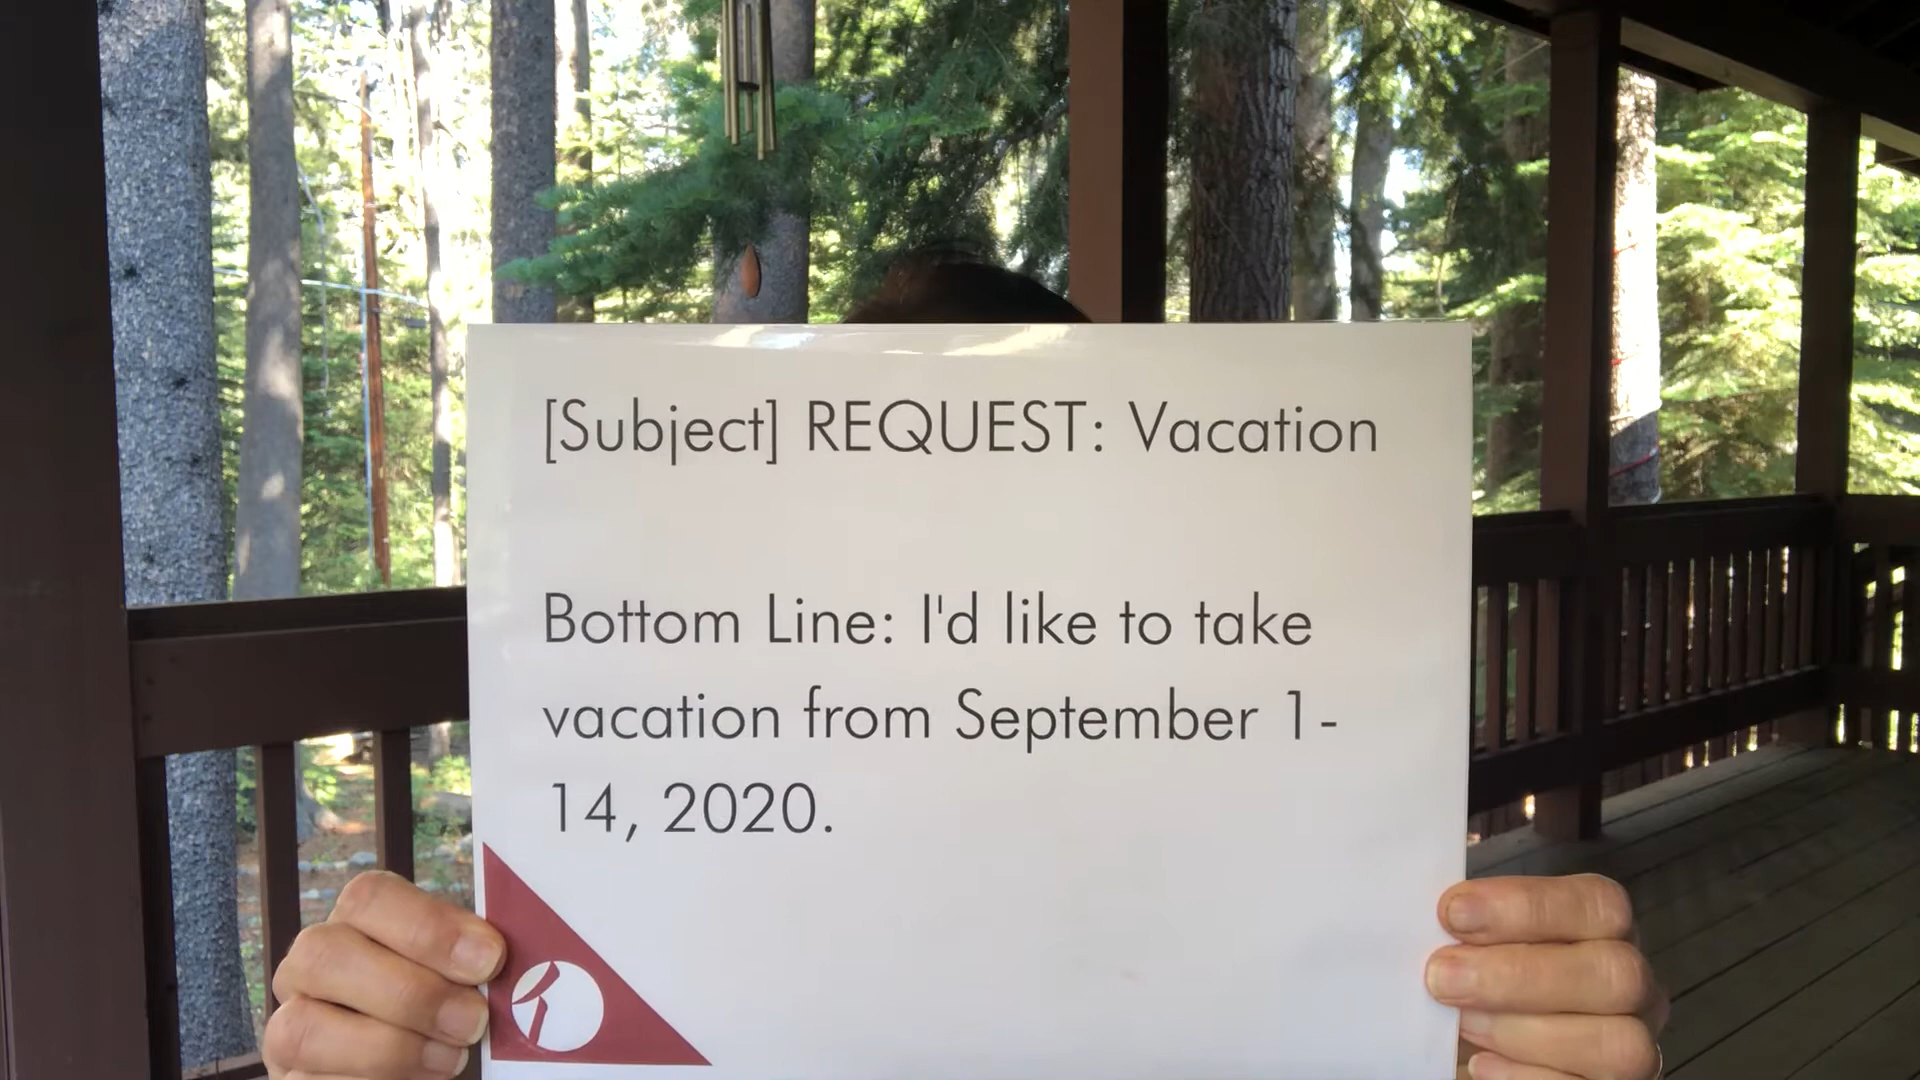 [Subject] REQUEST: Vacation
Bottom Line: I'd like to take
vacation from September 1-
14, 2020.